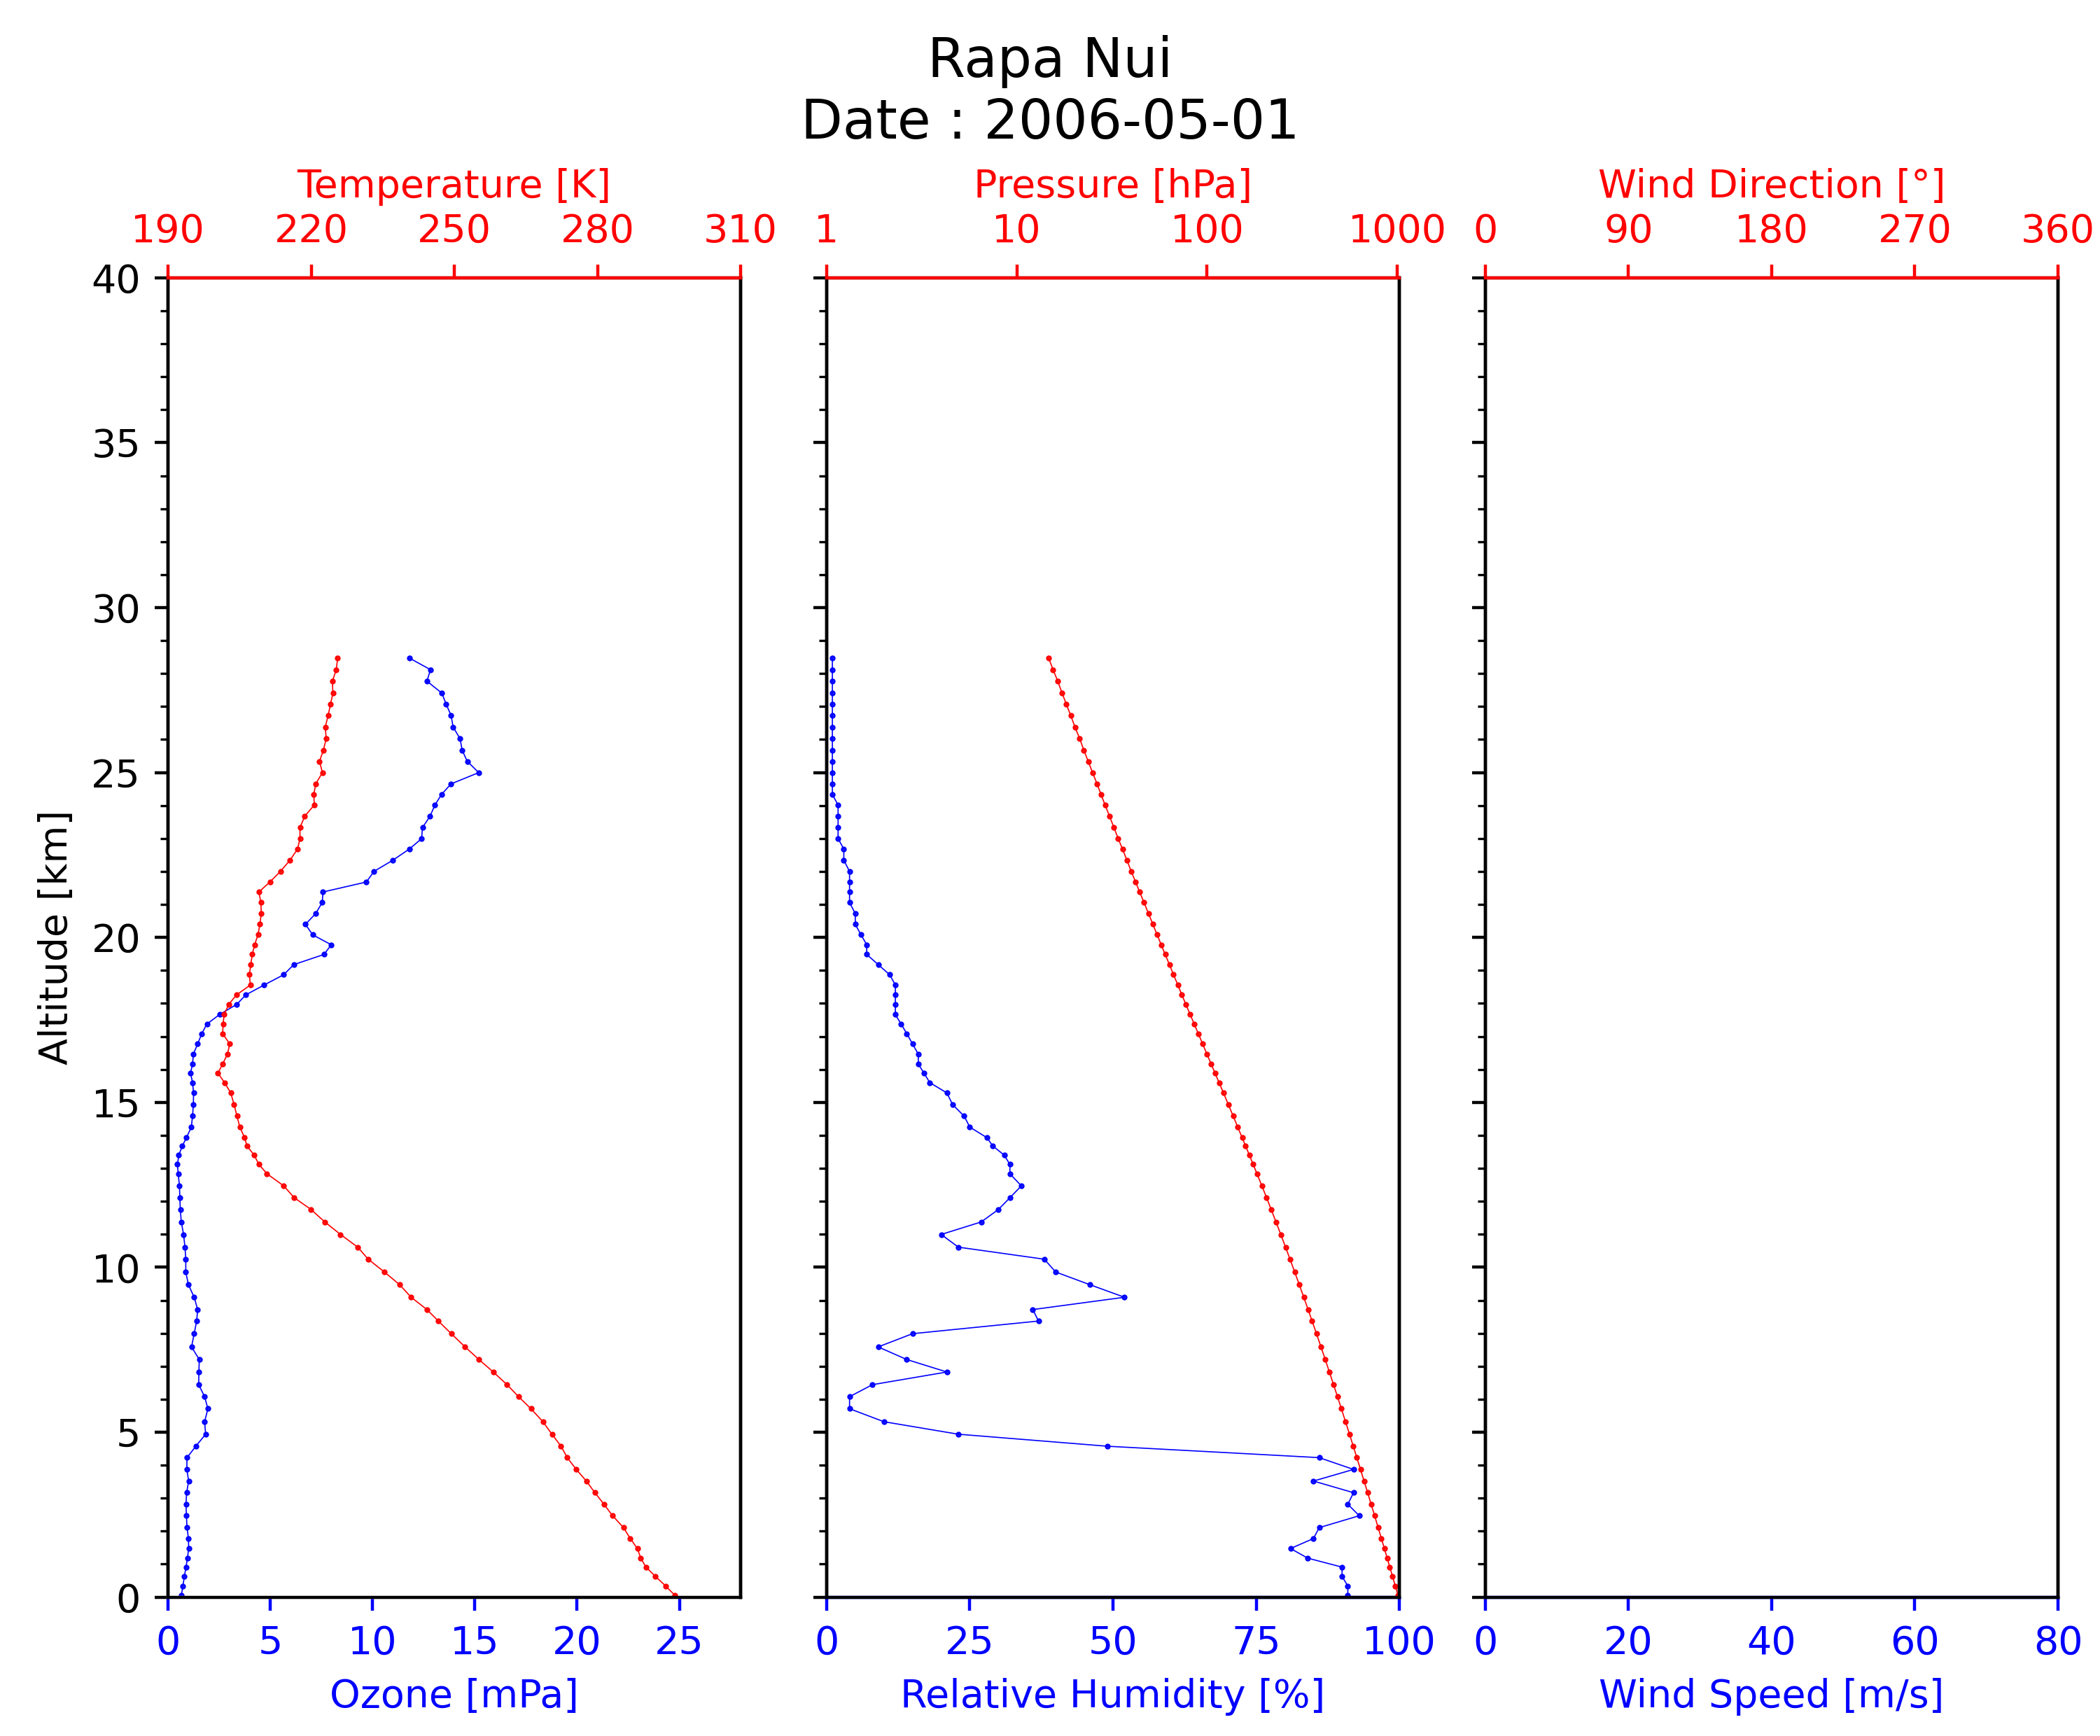 Rapa Nui
Date : 2006-05-01
Temperature [K] Pressure [hPa] Wind Direction [°]
190 220 250 280 310 1 10 100 1000 0 90 180 270 360
40
35
30
25
20
15
10
5
0
Altitude [km]
0 5 10 15 20 25 0 25 50 75 100 0 20 40 60 80
Ozone [mPa] Relative Humidity [%] Wind Speed [m/s]